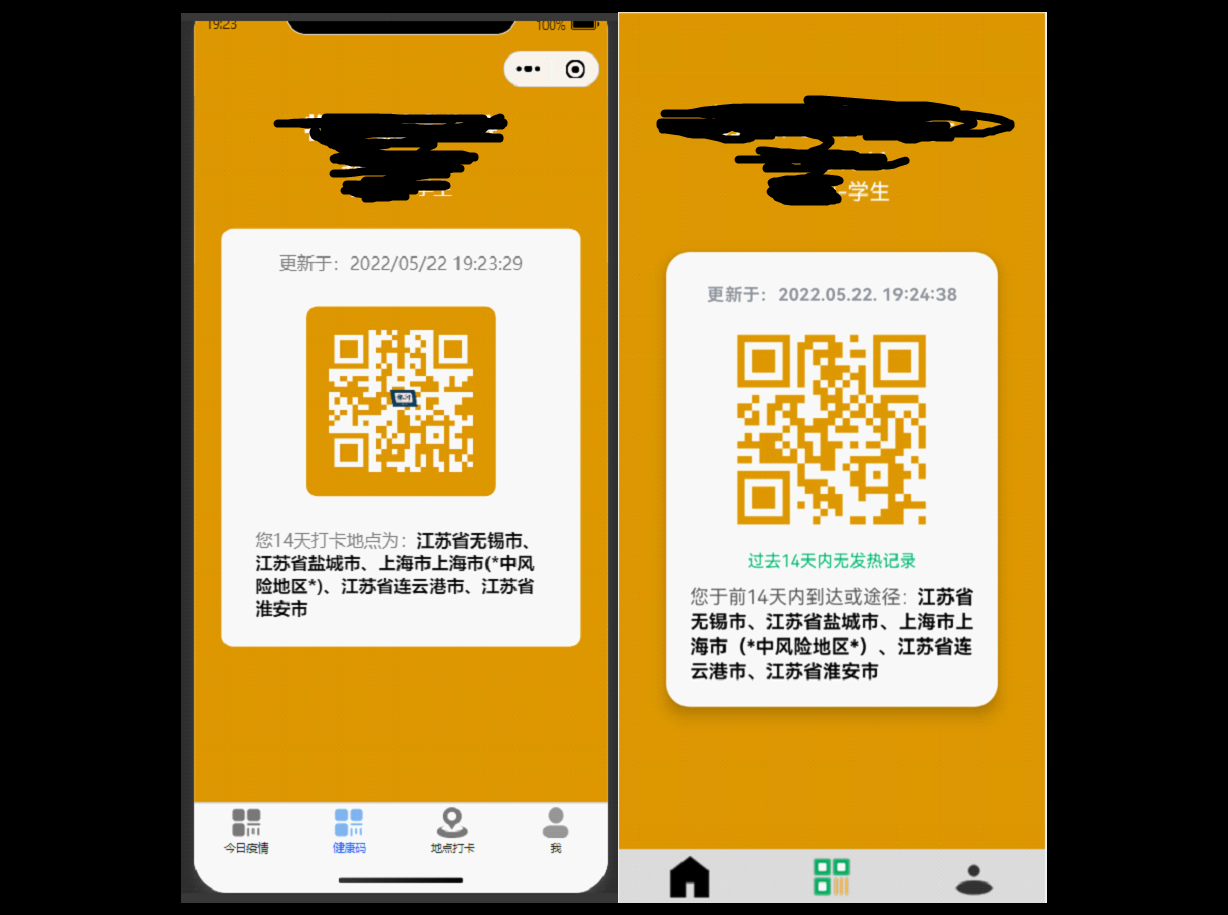 19:23
100%
学生
更新于：2022/05/22 19:23:29
您14天打卡地点为：江苏省无锡市、
江苏省盐城市、上海市上海市(*中风
险地区*)、江苏省连云港市、江苏省
淮安市
今日疫情
健康码
地点打卡
我
-学生
更新于：2022.05.22. 19:24:38
过去14天内无发热记录
您于前14天内到达或途径：江苏省
无锡市、江苏省盐城市、上海市上
海市（*中风险地区*）、江苏省连
云港市、江苏省淮安市